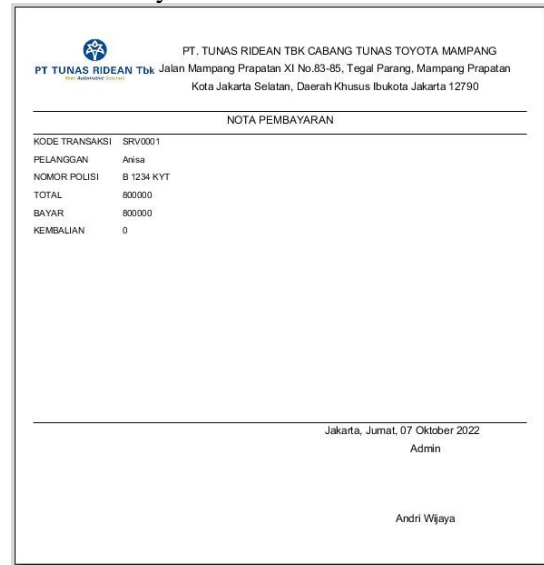 PT. TUNAS RIDEAN TBK CABANG TUNAS TOYOTA MAMPANG
PT TUNAS RIDEAN Tbk
Jalan Mampang Prapatan XI No.83-85, Tegal Parang, Mampang Prapatan
Kota Jakarta Selatan, Daerah Khusus Ibukota Jakarta 12790
NOTA PEMBAYARAN
KODE TRANSAKSI SRV0001
PELANGGAN Anisa
NOMOR POLISI B 1234 KYT
TOTAL 800000
BAYAR 800000
KEMBALIAN 0
Jakarta, Jumat, 07 Oktober 2022
Admin
Andri Wijaya